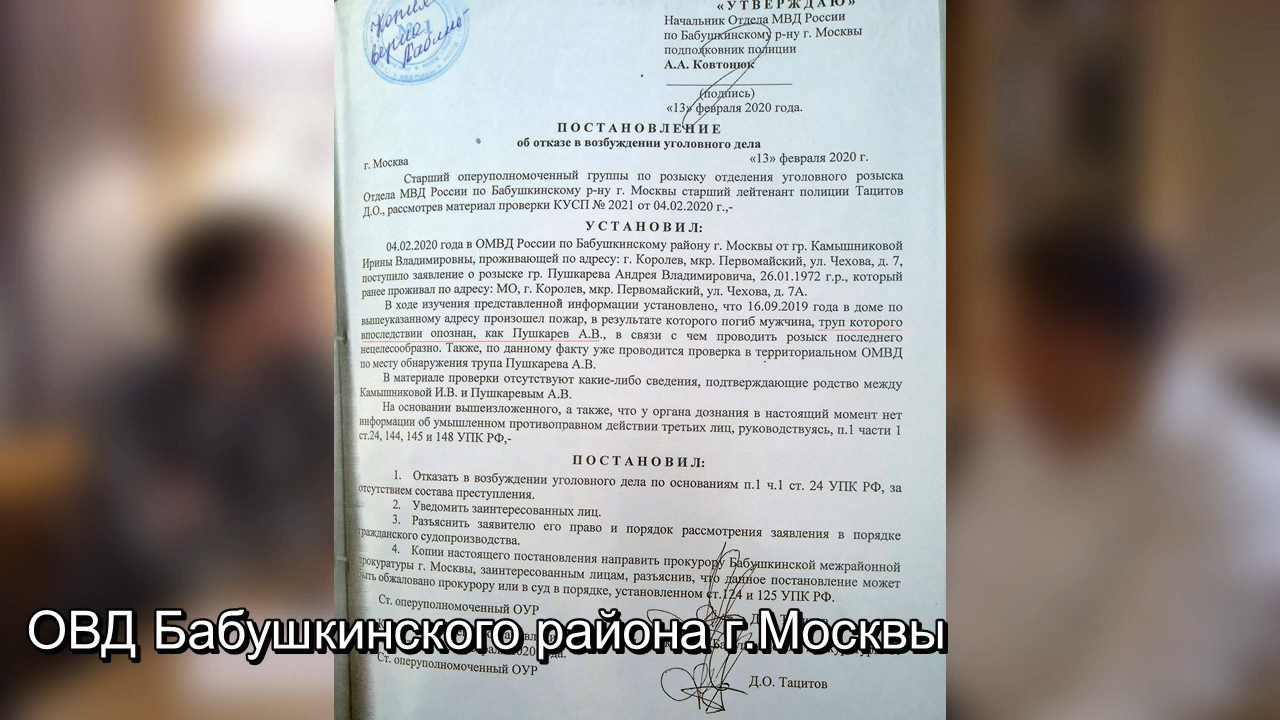 Копия
верна
«УТВЕРЖДАЮ»
Начальник Отдела МВД России
по Бабушкинскому р-ну г. Москвы
подполковник полиции
А.А. Ковтонюк
(подпись)
«13» февраля 2020 года.
ПОСТАНОВЛЕНИЕ
об отказе в возбуждении уголовного дела
г. Москва «13» февраля 2020 г.
Старший оперуполномоченный группы по розыску отделения уголовного розыска
Отдела МВД России по Бабушкинскому р-ну г. Москвы старший лейтенант полиции Тацитов
Д.О., рассмотрев материал проверки КУСП № 2021 от 04.02.2020 г.,-
УСТАНОВИЛ:
04.02.2020 года в ОМВД России по Бабушкинскому району г. Москвы от гр. Камышниковой
Ирины Владимировны, проживающей по адресу: г. Королев, мкр. Первомайский, ул. Чехова, д. 7,
поступило заявление о розыске гр. Пушкарева Андрея Владимировича, 26.01.1972 г.р., который
ранее проживал по адресу: МО, г. Королев, мкр. Первомайский, ул. Чехова, д. 7А.
В ходе изучения представленной информации установлено, что 16.09.2019 года в доме по
вышеуказанному адресу произошел пожар, в результате которого погиб мужчина, труп которого
впоследствии опознан, как Пушкарев А.В., в связи с чем проводить розыск последнего
нецелесообразно. Также, по данному факту уже проводится проверка в территориальном ОМВД
по месту обнаружения трупа Пушкарева А.В.
В материале проверки отсутствуют какие-либо сведения, подтверждающие родство между
Камышниковой И.В. и Пушкаревым А.В.
На основании вышеизложенного, а также, что у органа дознания в настоящий момент нет
информации об умышленном противоправном действии третьих лиц, руководствуясь, п.1 части 1
ст.24, 144, 145 и 148 УПК РФ,-
ПОСТАНОВИЛ:
1. Отказать в возбуждении уголовного дела по основаниям п.1 ч.1 ст. 24 УПК РФ, за
отсутствием состава преступления.
2. Уведомить заинтересованных лиц.
3. Разъяснить заявителю его право и порядок рассмотрения заявления в порядке
гражданского судопроизводства.
4. Копии настоящего постановления направить прокурору Бабушкинской межрайонной
прокуратуры г. Москвы, заинтересованным лицам, разъяснив, что данное постановление может
быть обжаловано прокурору или в суд в порядке, установленном ст.124 и 125 УПК РФ.
Ст. оперуполномоченный ОУР
ОВД Бабушкинского района г.Москвы
Ст. оперуполномоченный ОУР Д.О. Тацитов